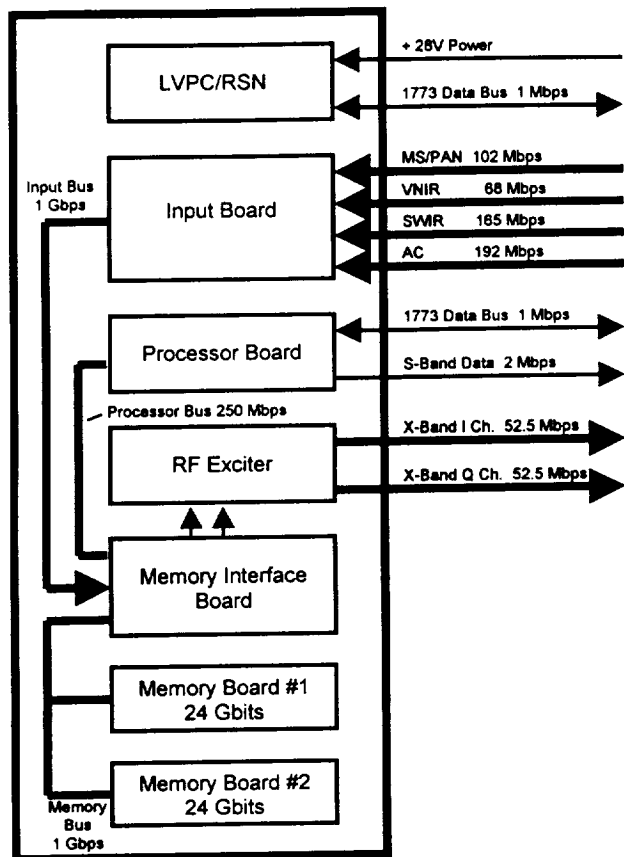 + 28V Power
LVPC/RSN
1773 Data Bus 1 Mbps
MS/PAN 102 Mbps
Input Bus
1 Gbps
VNIR 68 Mbps
Input Board
SWIR 165 Mbps
AC 192 Mbps
1773 Data Bus 1 Mbps
Processor Board
S-Band Data 2 Mbps
Processor Bus 250 Mbps
X-Band I Ch. 52.5 Mbps
RF Exciter
X-Band Q Ch. 52.5 Mbps
Memory Interface
Board
Memory Board #1
24 Gbits
Memory Board #2
24 Gbits
Memory
Bus
1 Gbps